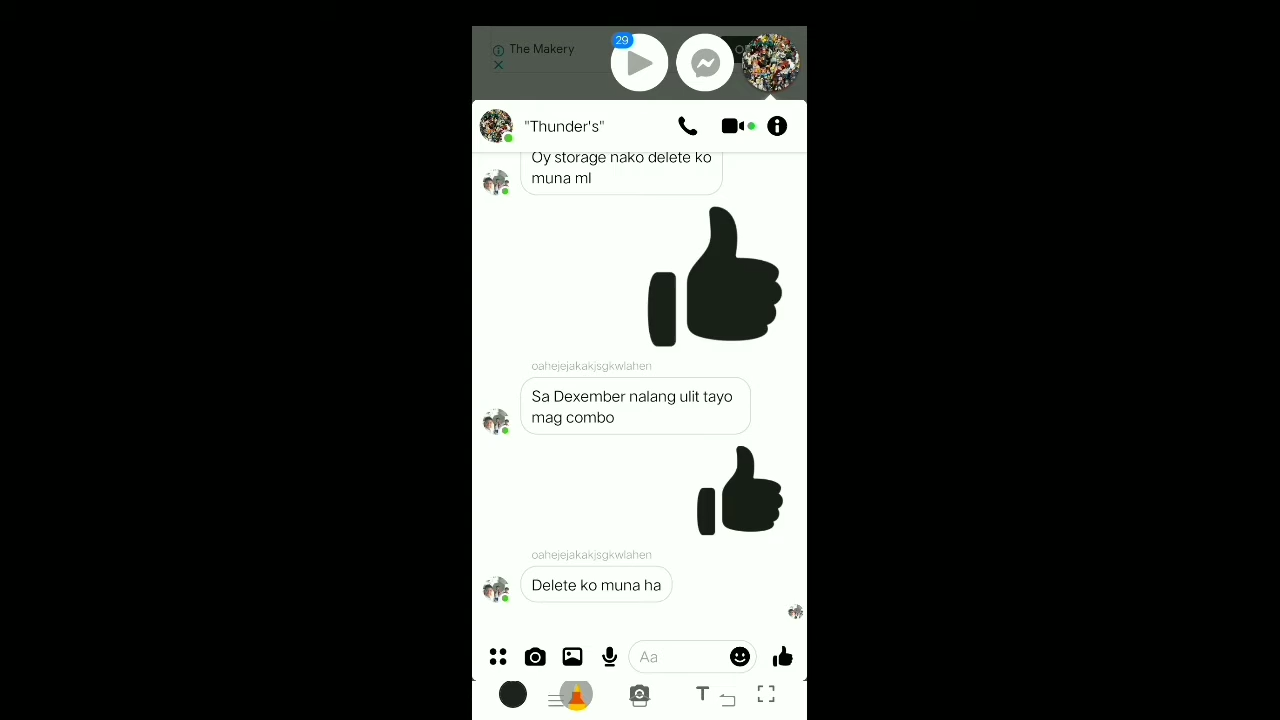 The Makery
29
"Thunder's"
Oy storage nako delete ko
muna ml
oahejejakakjsgkwlahen
Sa Dexember nalang ulit tayo
mag combo
oahejejakakjsgkwlahen
Delete ko muna ha
Aa
T